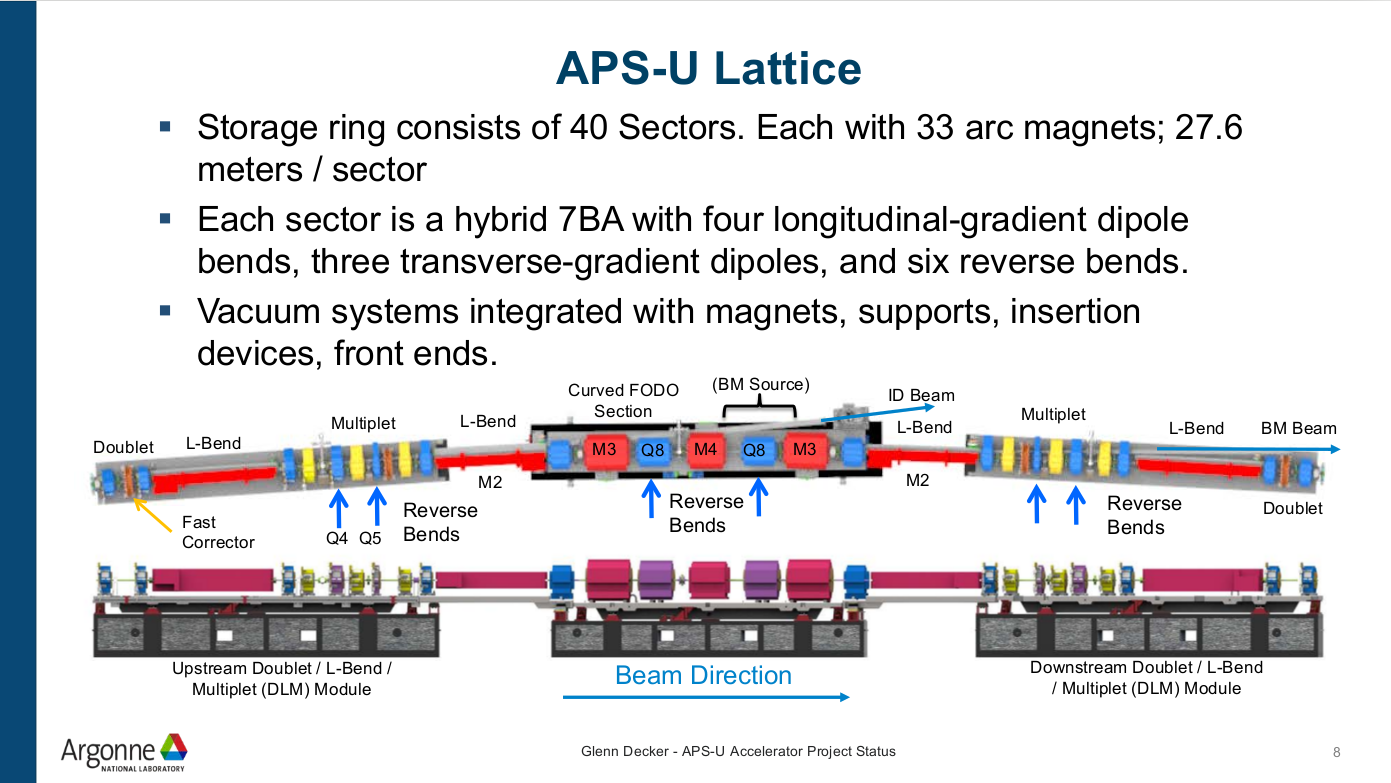 APS-U Lattice
▪ Storage ring consists of 40 Sectors. Each with 33 arc magnets; 27.6
meters / sector
▪ Each sector is a hybrid 7BA with four longitudinal-gradient dipole
bends, three transverse-gradient dipoles, and six reverse bends.
▪ Vacuum systems integrated with magnets, supports, insertion
devices, front ends.
Doublet
L-Bend
Multiplet
L-Bend
Curved FODO
Section
(BM Source)
ID Beam
L-Bend
Multiplet
L-Bend
BM Beam
M3
Q8
M4
Q8
M3
M2
M2
Fast
Corrector
Q4
Q5
Reverse
Bends
Reverse
Bends
Reverse
Bends
Doublet
Upstream Doublet / L-Bend /
Multiplet (DLM) Module
Beam Direction
Downstream Doublet / L-Bend
/ Multiplet (DLM) Module
Argonne
NATIONAL LABORATORY
Glenn Decker - APS-U Accelerator Project Status
8